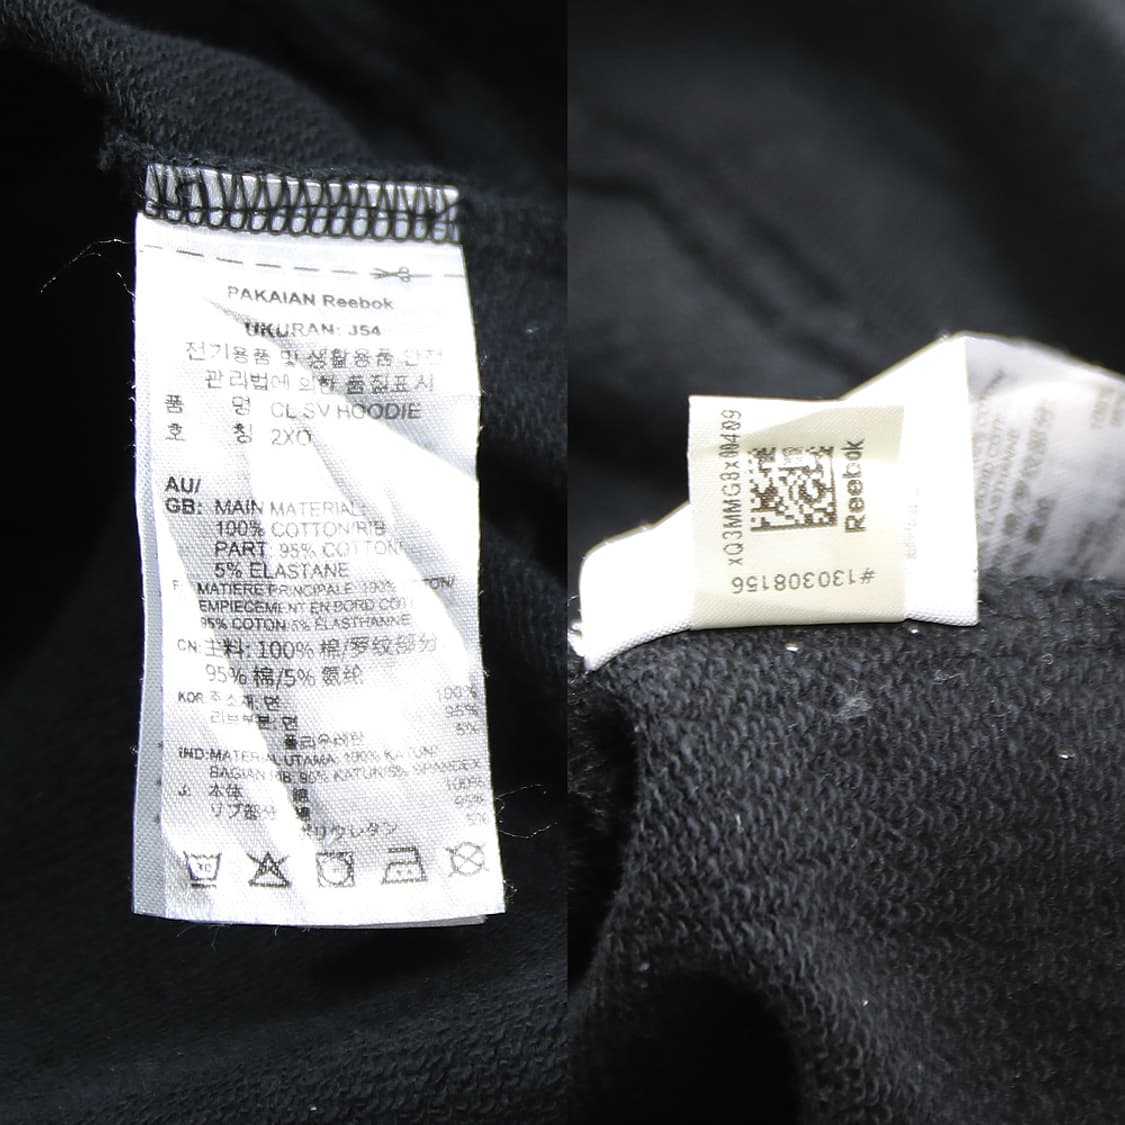 PAKAIAN Reebok
UKURAN: J54
전기용품 및 생활용품 안전
관리법에 의한 품질표시
품 명 CL SV HOODIE
호 칭 2XO
AU/
GB: MAIN MATERIAL:
100% COTTON/RIB
PART: 95% COTTON/
5% ELASTANE
F: MATIERE PRINCIPALE: 100% COTON/
EMPIECEMENT EN BORD COTE
95% COTON 5% ELASTHANNE
CN: 主料: 100% 棉/罗纹部分
95% 棉/5% 氨纶
KOR: 주소재: 면 100%
리브부분: 면 95%
폴리우레탄 5%
IND: MATERIAL UTAMA: 100% KATUN/
BAGIAN RIB: 95% KATUN/5% SPANDEX
J: 本体 綿 100%
リブ部分 綿 95%
ポリウレタン 5%
30
XQ3MMG8x00409
Reebok
#130308156